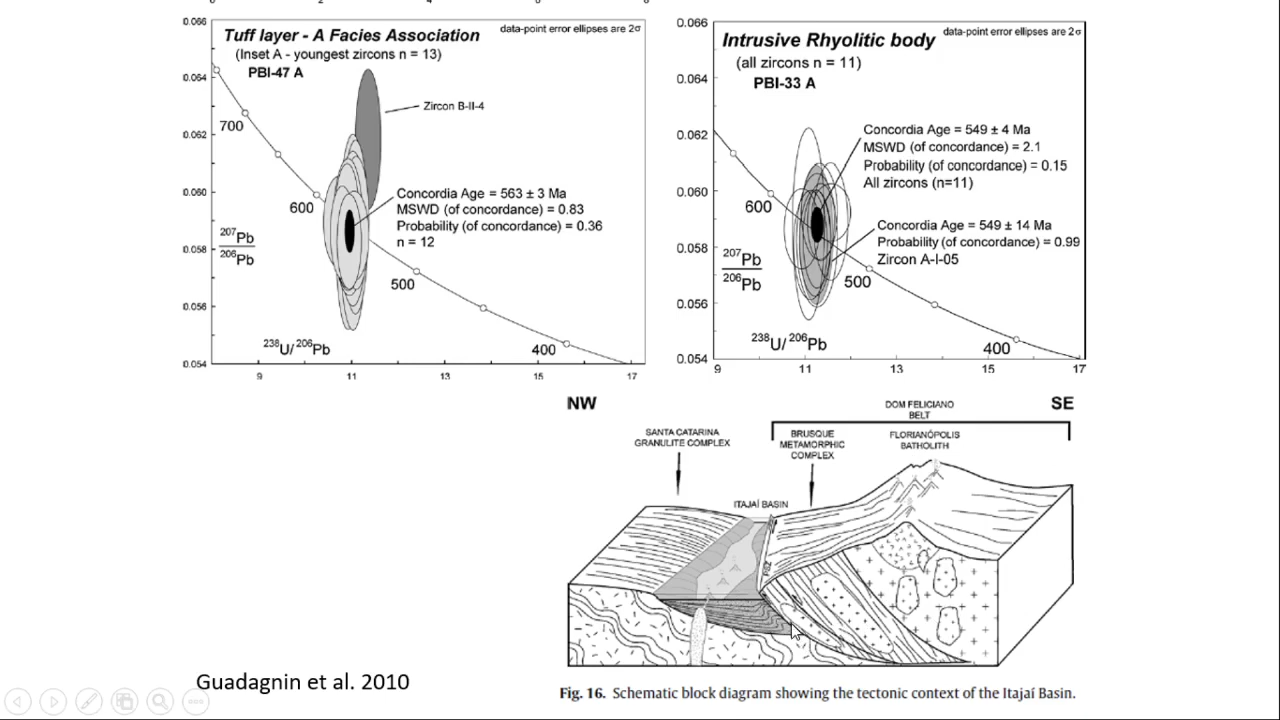 2
4
6
8
0.066
0.064
0.062
0.060
0.058
0.056
0.054
Tuff layer - A Facies Association
data-point error ellipses are 2σ
(Inset A - youngest zircons n = 13)
PBI-47 A
Zircon B-II-4
700
600
500
400
Concordia Age = 563 ± 3 Ma
MSWD (of concordance) = 0.83
Probability (of concordance) = 0.36
n = 12
207Pb
206Pb
238U/206Pb
9
11
13
15
17
0.066
0.064
0.062
0.060
0.058
0.056
0.054
Intrusive Rhyolitic body
data-point error ellipses are 2σ
(all zircons n = 11)
PBI-33 A
Concordia Age = 549 ± 4 Ma
MSWD (of concordance) = 2.1
Probability (of concordance) = 0.15
All zircons (n=11)
600
500
400
Concordia Age = 549 ± 14 Ma
Probability (of concordance) = 0.99
Zircon A-I-05
207Pb
206Pb
238U/206Pb
9
11
13
15
17
NW
SE
DOM FELICIANO
BELT
SANTA CATARINA
GRANULITE COMPLEX
BRUSQUE
METAMORPHIC
COMPLEX
FLORIANÓPOLIS
BATHOLITH
ITAJAÍ BASIN
Guadagnin et al. 2010
Fig. 16. Schematic block diagram showing the tectonic context of the Itajaí Basin.